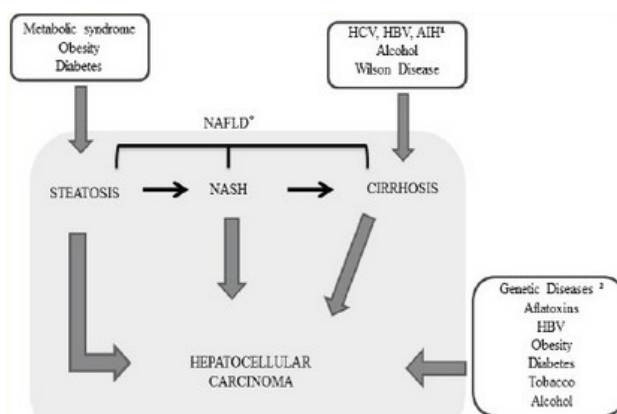 Metabolic syndrome
Obesity
Diabetes
HCV, HBV, AIH¹
Alcohol
Wilson Disease
NAFLD*
STEATOSIS
NASH
CIRRHOSIS
HEPATOCELLULAR
CARCINOMA
Genetic Diseases ²
Aflatoxins
HBV
Obesity
Diabetes
Tobacco
Alcohol